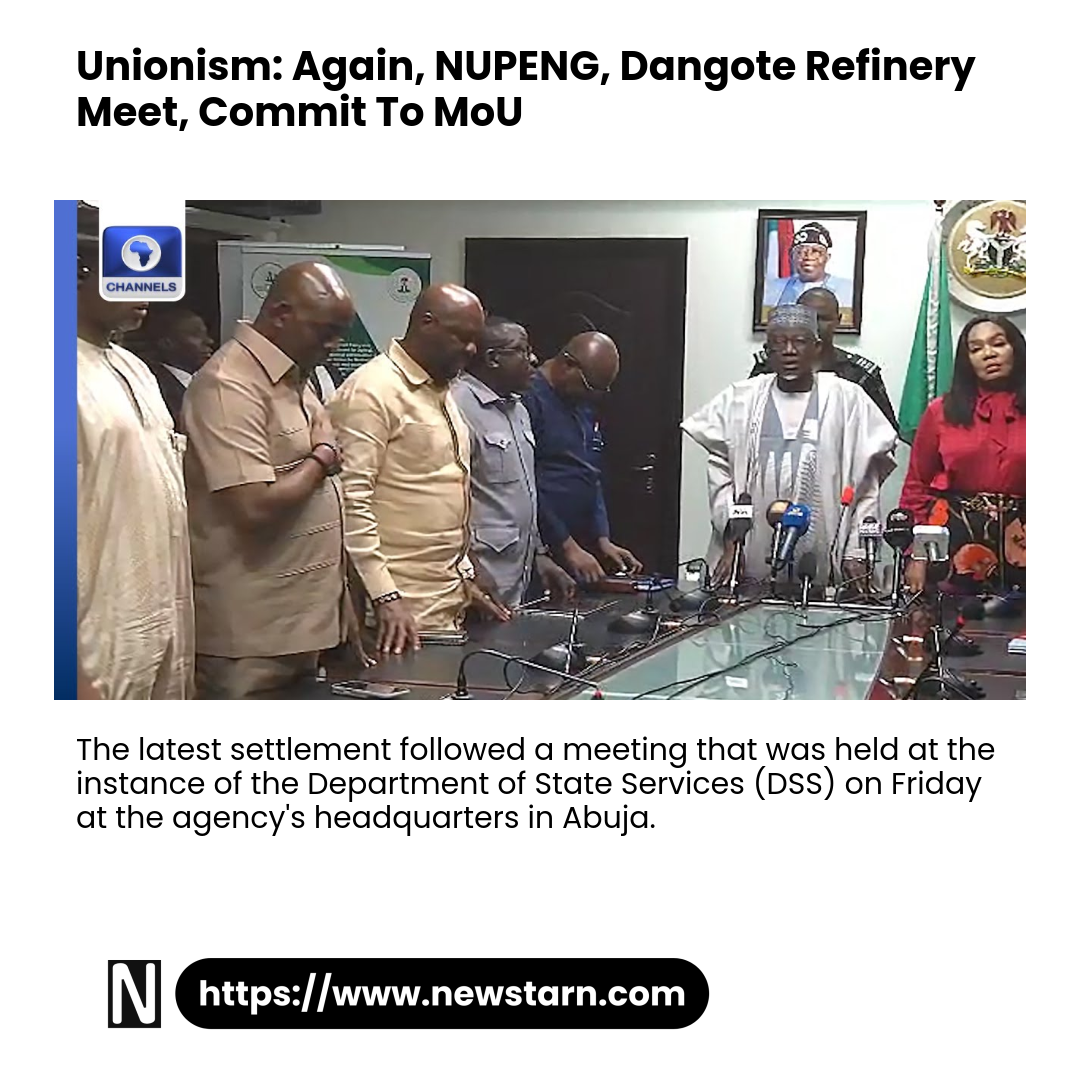 Unionism: Again, NUPENG, Dangote Refinery
Meet, Commit To MoU
CHANNELS
The latest settlement followed a meeting that was held at the
instance of the Department of State Services (DSS) on Friday
at the agency's headquarters in Abuja.
N
https://www.newstarn.com